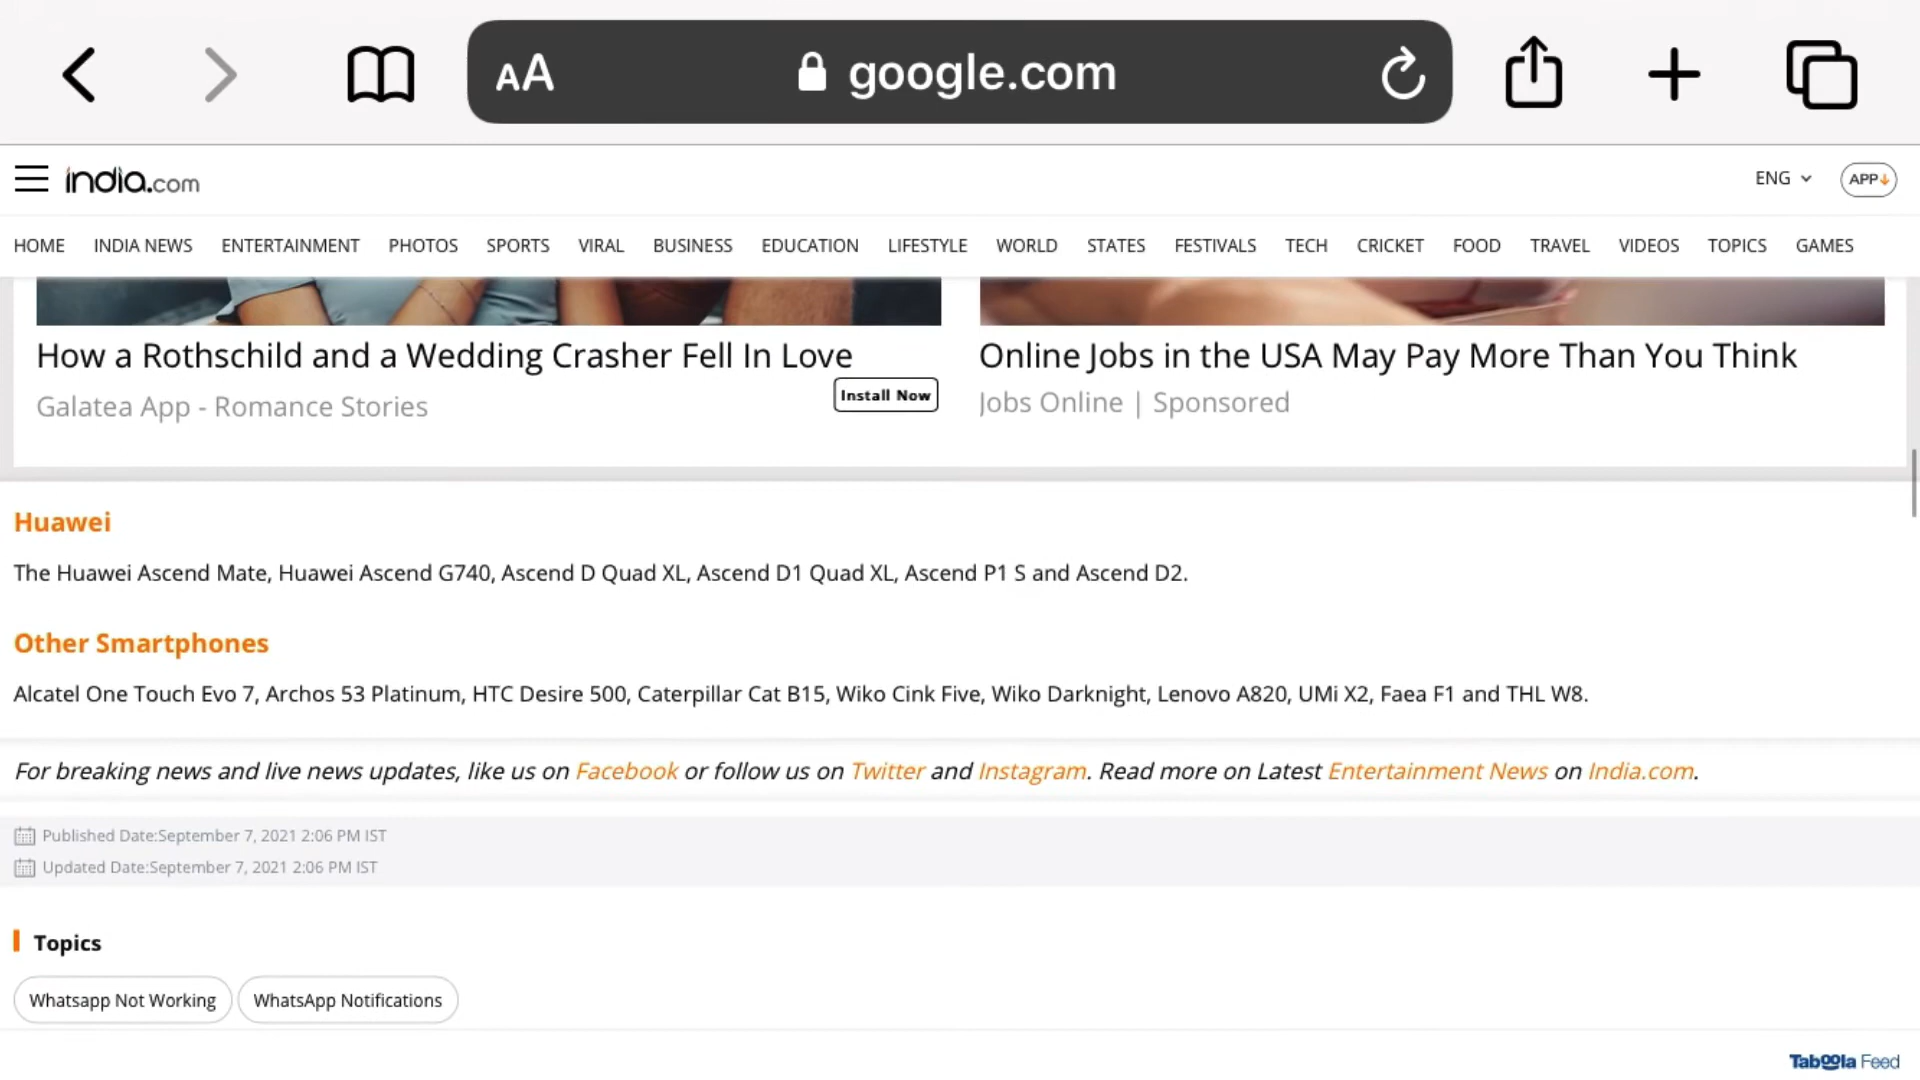 AA google.com
india.com ENG APP
HOME INDIA NEWS ENTERTAINMENT PHOTOS SPORTS VIRAL BUSINESS EDUCATION LIFESTYLE WORLD STATES FESTIVALS TECH CRICKET FOOD TRAVEL VIDEOS TOPICS GAMES
How a Rothschild and a Wedding Crasher Fell In Love
Galatea App - Romance Stories
Install Now
Online Jobs in the USA May Pay More Than You Think
Jobs Online | Sponsored
Huawei
The Huawei Ascend Mate, Huawei Ascend G740, Ascend D Quad XL, Ascend D1 Quad XL, Ascend P1 S and Ascend D2.
Other Smartphones
Alcatel One Touch Evo 7, Archos 53 Platinum, HTC Desire 500, Caterpillar Cat B15, Wiko Cink Five, Wiko Darknight, Lenovo A820, UMi X2, Faea F1 and THL W8.
For breaking news and live news updates, like us on Facebook or follow us on Twitter and Instagram. Read more on Latest Entertainment News on India.com.
Published Date:September 7, 2021 2:06 PM IST
Updated Date:September 7, 2021 2:06 PM IST
Topics
Whatsapp Not Working WhatsApp Notifications
Taboola Feed